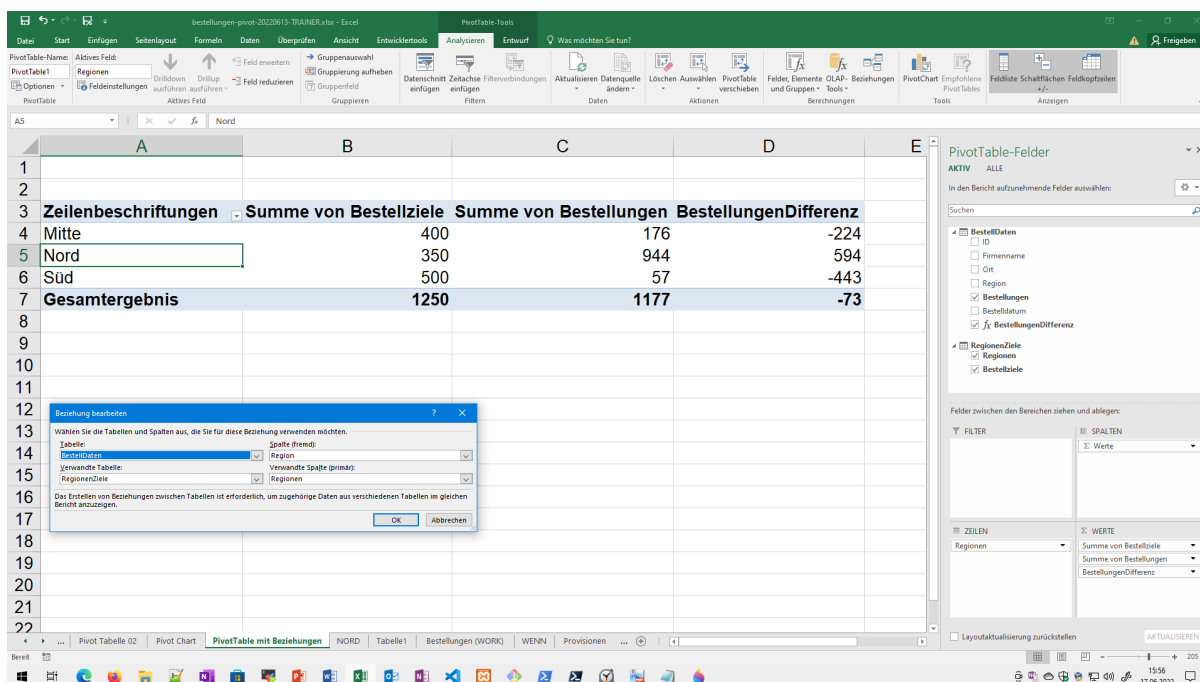 bestellungen-pivot-20220613-TRAINER.xlsx - Excel
PivotTable-Tools
Datei Start Einfügen Seitenlayout Formeln Daten Überprüfen Ansicht Entwicklertools Analysieren Entwurf Was möchten Sie tun? Freigeben
PivotTable-Name: Aktives Feld: Gruppenauswahl
PivotTable1 Regionen Feld erweitern Gruppierung aufheben
Optionen Feldeinstellungen Feld reduzieren Gruppenfeld
Drilldown ausführen Drillup ausführen
Datenschnitt einfügen Zeitachse einfügen Filterverbindungen
Aktualisieren Datenquelle ändern
Löschen Auswählen PivotTable verschieben
Felder, Elemente und Gruppen OLAP-Tools Beziehungen
PivotChart Empfohlene PivotTables
Feldliste Schaltflächen +/- Feldkopfzeilen
PivotTable Aktives Feld Gruppieren Filtern Daten Aktionen Berechnungen Tools Anzeigen
A5 fx Nord
A B C D E
1
2
3 Zeilenbeschriftungen Summe von Bestellziele Summe von Bestellungen BestellungenDifferenz
4 Mitte 400 176 -224
5 Nord 350 944 594
6 Süd 500 57 -443
7 Gesamtergebnis 1250 1177 -73
8
9
10
11
12
13
14
15
16
17
18
19
20
21
22
Beziehung bearbeiten ?
Wählen Sie die Tabellen und Spalten aus, die Sie für diese Beziehung verwenden möchten.
Tabelle: Spalte (fremd):
BestellDaten Region
Verwandte Tabelle: Verwandte Spalte (primär):
RegionenZiele Regionen
Das Erstellen von Beziehungen zwischen Tabellen ist erforderlich, um zugehörige Daten aus verschiedenen Tabellen im gleichen
Bericht anzuzeigen.
OK Abbrechen
PivotTable-Felder
AKTIV ALLE
In den Bericht aufzunehmende Felder auswählen:
Suchen
BestellDaten
ID
Firmenname
Ort
Region
Bestellungen
Bestelldatum
fx BestellungenDifferenz
RegionenZiele
Regionen
Bestellziele
Felder zwischen den Bereichen ziehen und ablegen:
FILTER SPALTEN
Σ Werte
ZEILEN Σ WERTE
Regionen Summe von Bestellziele
Summe von Bestellungen
BestellungenDifferenz
Layoutaktualisierung zurückstellen AKTUALISIEREN
... Pivot Tabelle 02 Pivot Chart PivotTable mit Beziehungen NORD Tabelle1 Bestellungen (WORK) WENN Provisionen ...
Bereit 205
15:56
17.06.2022